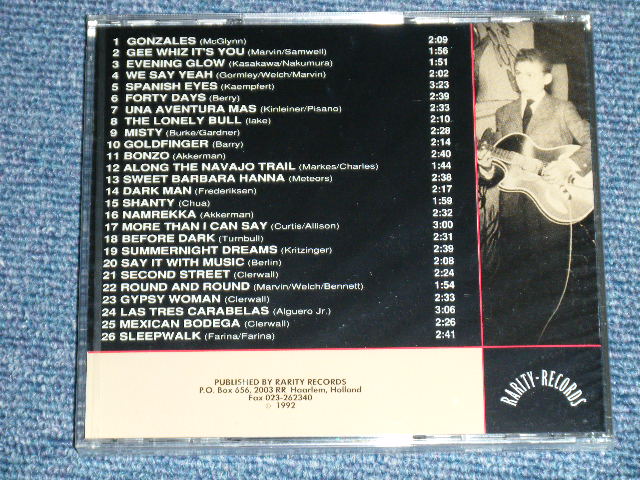 1 GONZALES (McGlynn) 2:09
2 GEE WHIZ IT'S YOU (Marvin/Samwell) 1:56
3 EVENING GLOW (Kasakawa/Nakumura) 1:51
4 WE SAY YEAH (Gormley/Welch/Marvin) 2:02
5 SPANISH EYES (Kaempfert) 3:23
6 FORTY DAYS (Berry) 2:39
7 UNA AVENTURA MAS (Kinleiner/Pisano) 2:33
8 THE LONELY BULL (lake) 2:10
9 MISTY (Burke/Gardner) 2:28
10 GOLDFINGER (Barry) 2:14
11 BONZO (Akkerman) 2:40
12 ALONG THE NAVAJO TRAIL (Markes/Charles) 1:44
13 SWEET BARBARA HANNA (Meteors) 2:38
14 DARK MAN (Frederiksen) 2:17
15 SHANTY (Chua) 1:59
16 NAMREKKA (Akkerman) 2:32
17 MORE THAN I CAN SAY (Curtis/Allison) 3:00
18 BEFORE DARK (Turnbull) 2:31
19 SUMMERNIGHT DREAMS (Kritzinger) 2:39
20 SAY IT WITH MUSIC (Berlin) 2:08
21 SECOND STREET (Clerwall) 2:24
22 ROUND AND ROUND (Marvin/Welch/Bennett) 1:54
23 GYPSY WOMAN (Clerwall) 2:33
24 LAS TRES CARABELAS (Alguero Jr.) 3:06
25 MEXICAN BODEGA (Clerwall) 2:26
26 SLEEPWALK (Farina/Farina) 2:41
PUBLISHED BY RARITY RECORDS
P.O. Box 656, 2003 RR Haarlem, Holland
Fax 023-262340
© 1992
RARITY-RECORDS